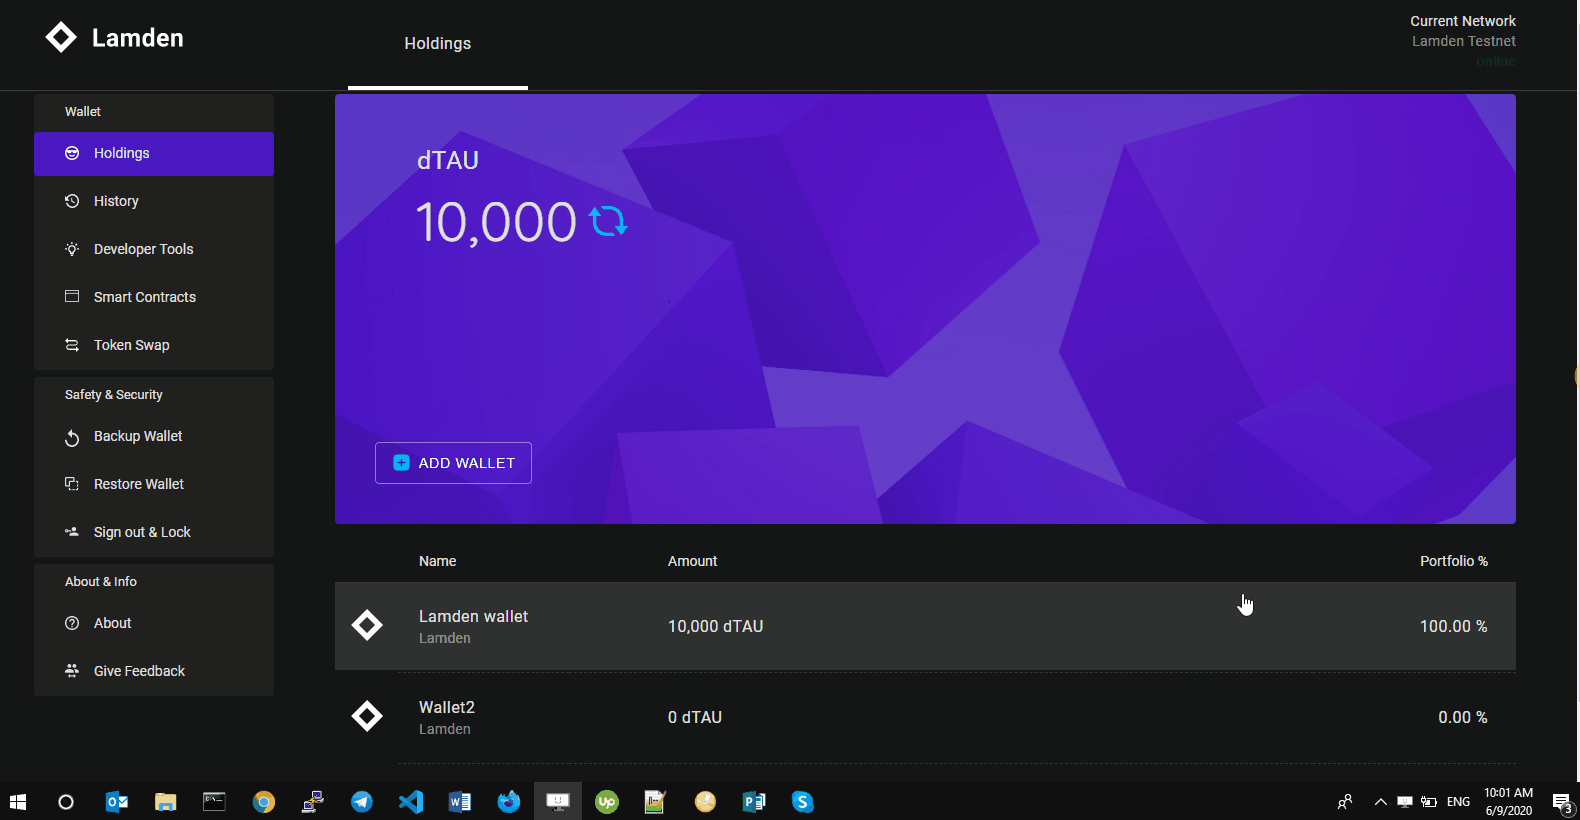 Lamden
Holdings
Current Network
Lamden Testnet
online
Wallet
Holdings
History
Developer Tools
Smart Contracts
Token Swap
Safety & Security
Backup Wallet
Restore Wallet
Sign out & Lock
About & Info
About
Give Feedback
dTAU
10,000
ADD WALLET
Name Amount Portfolio %
Lamden wallet
Lamden
10,000 dTAU
100.00 %
Wallet2
Lamden
0 dTAU
0.00 %
ENG
10:01 AM
6/9/2020
3